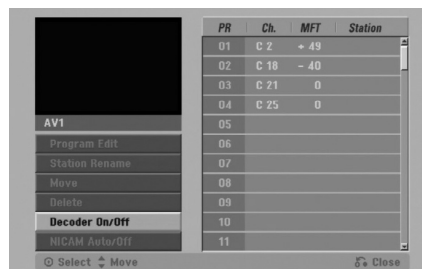 PR Ch. MFT Station
01 C 2 + 49
02 C 18 - 40
03 C 21 0
04 C 25 0
05
06
07
08
09
10
11
AV1
Program Edit
Station Rename
Move
Delete
Decoder On/Off
NICAM Auto/Off
Select Move Close